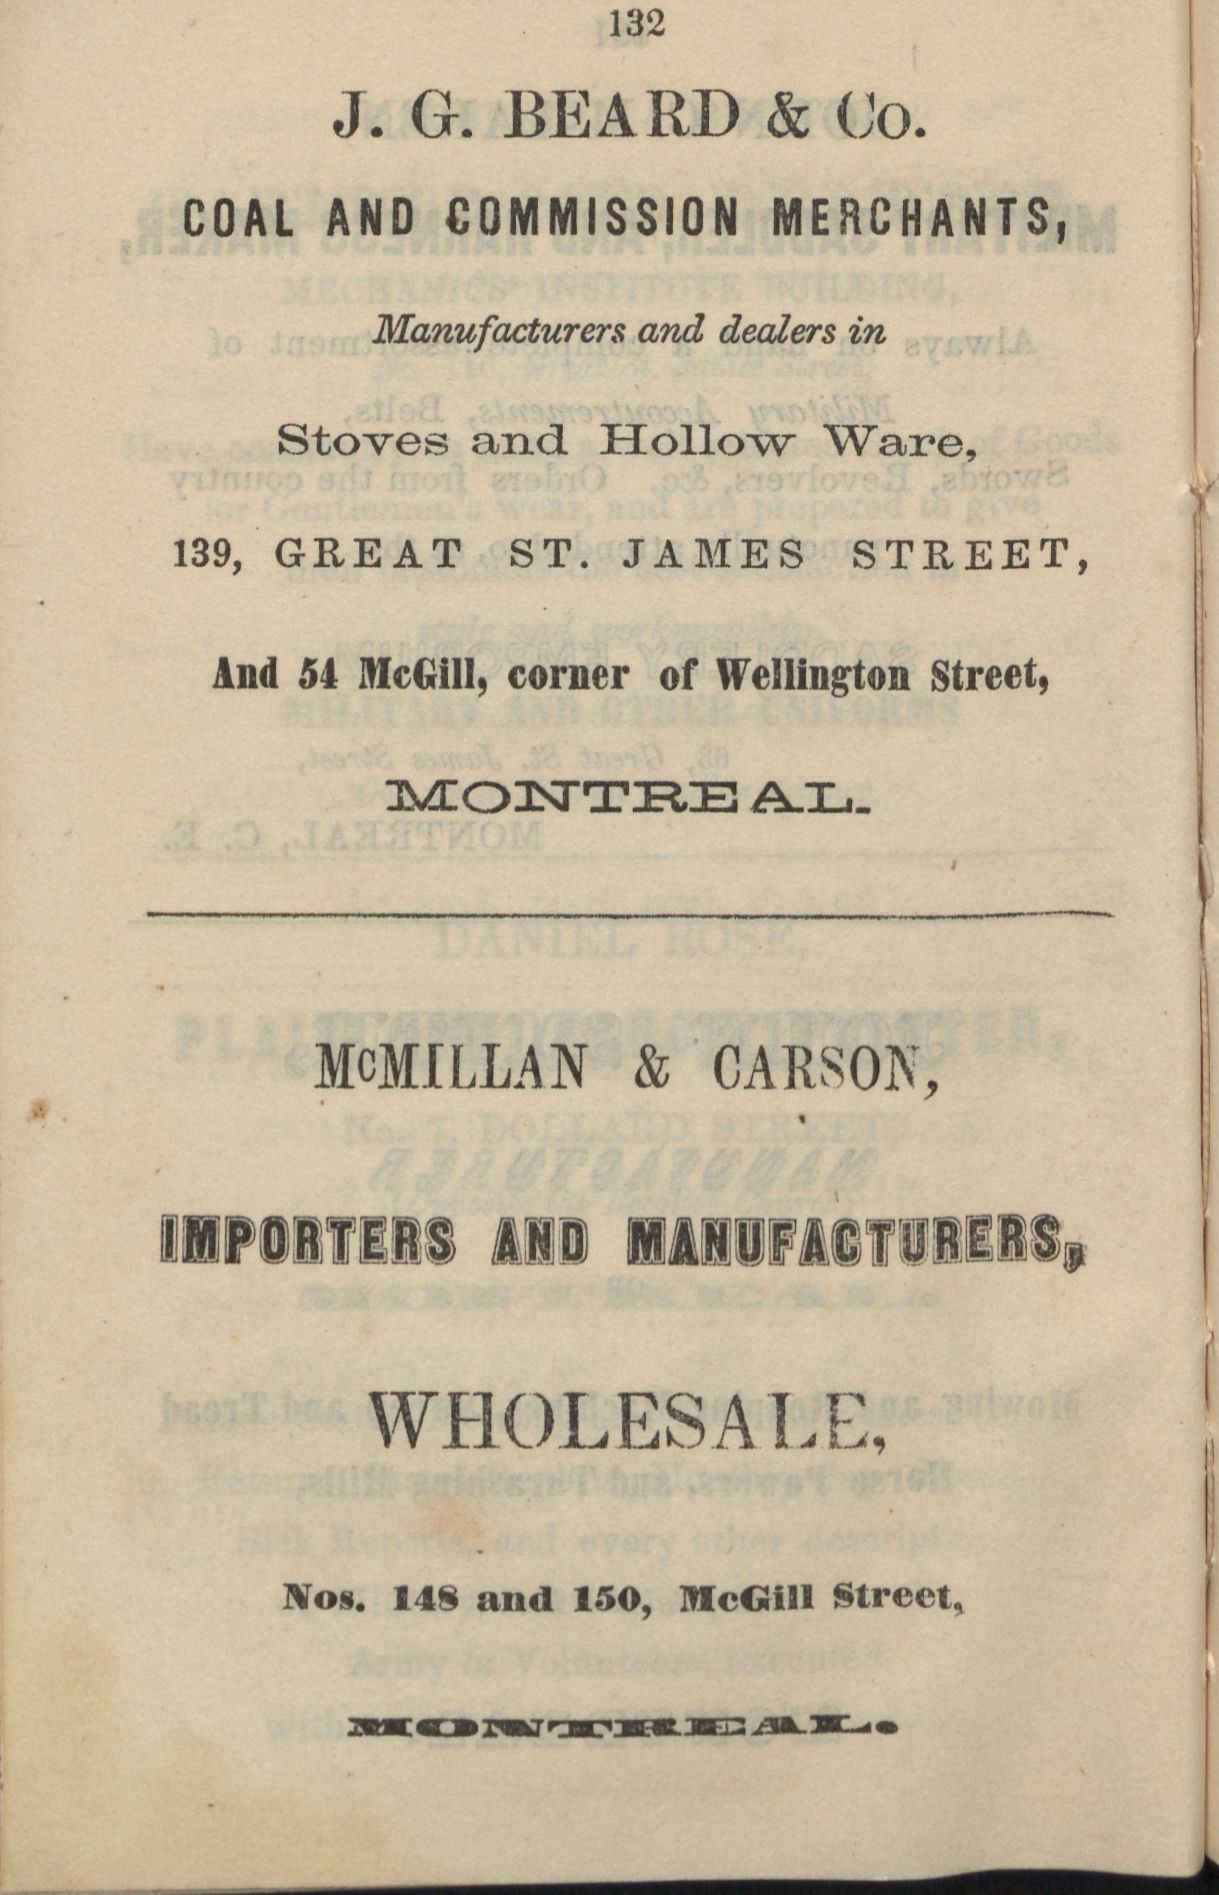 132
J. G. BEARD & Co.
COAL AND COMMISSION MERCHANTS,
Manufacturers and dealers in
Stoves and Hollow Ware,
139, GREAT ST. JAMES STREET,
And 54 McGill, corner of Wellington Street,
MONTREAL.
McMILLAN & CARSON,
IMPORTERS AND MANUFACTURERS,
WHOLESALE,
Nos. 148 and 150, McGill Street,
MONTREAL.